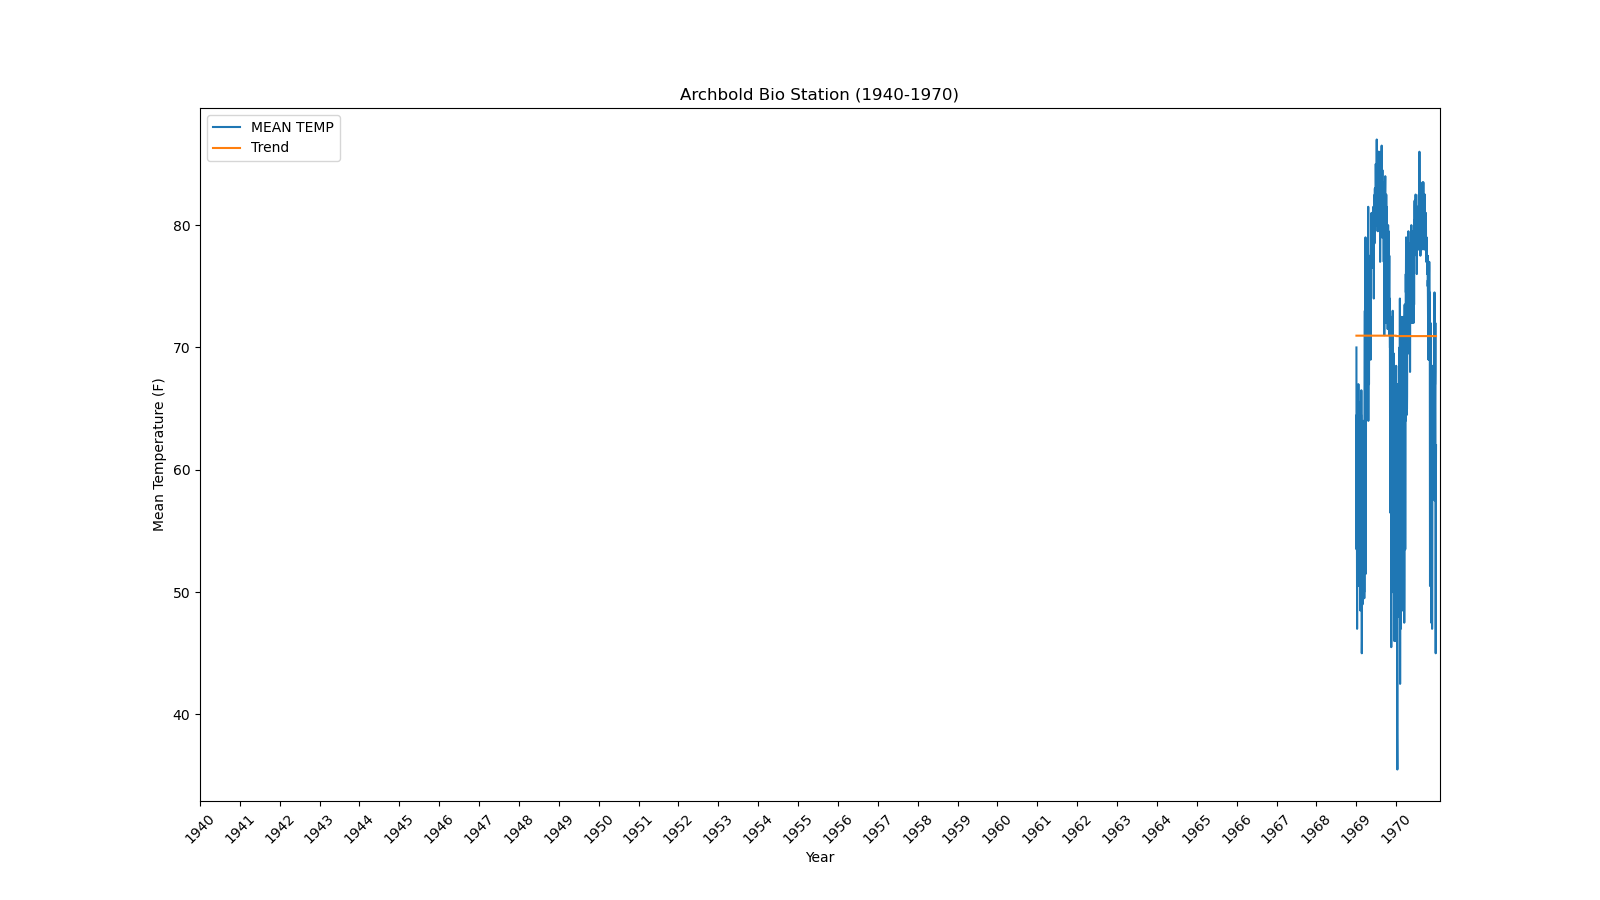 Archbold Bio Station (1940-1970)
MEAN TEMP
Trend
80
70
60
50
40
Mean Temperature (F)
1940 1941 1942 1943 1944 1945 1946 1947 1948 1949 1950 1951 1952 1953 1954 1955 1956 1957 1958 1959 1960 1961 1962 1963 1964 1965 1966 1967 1968 1969 1970
Year